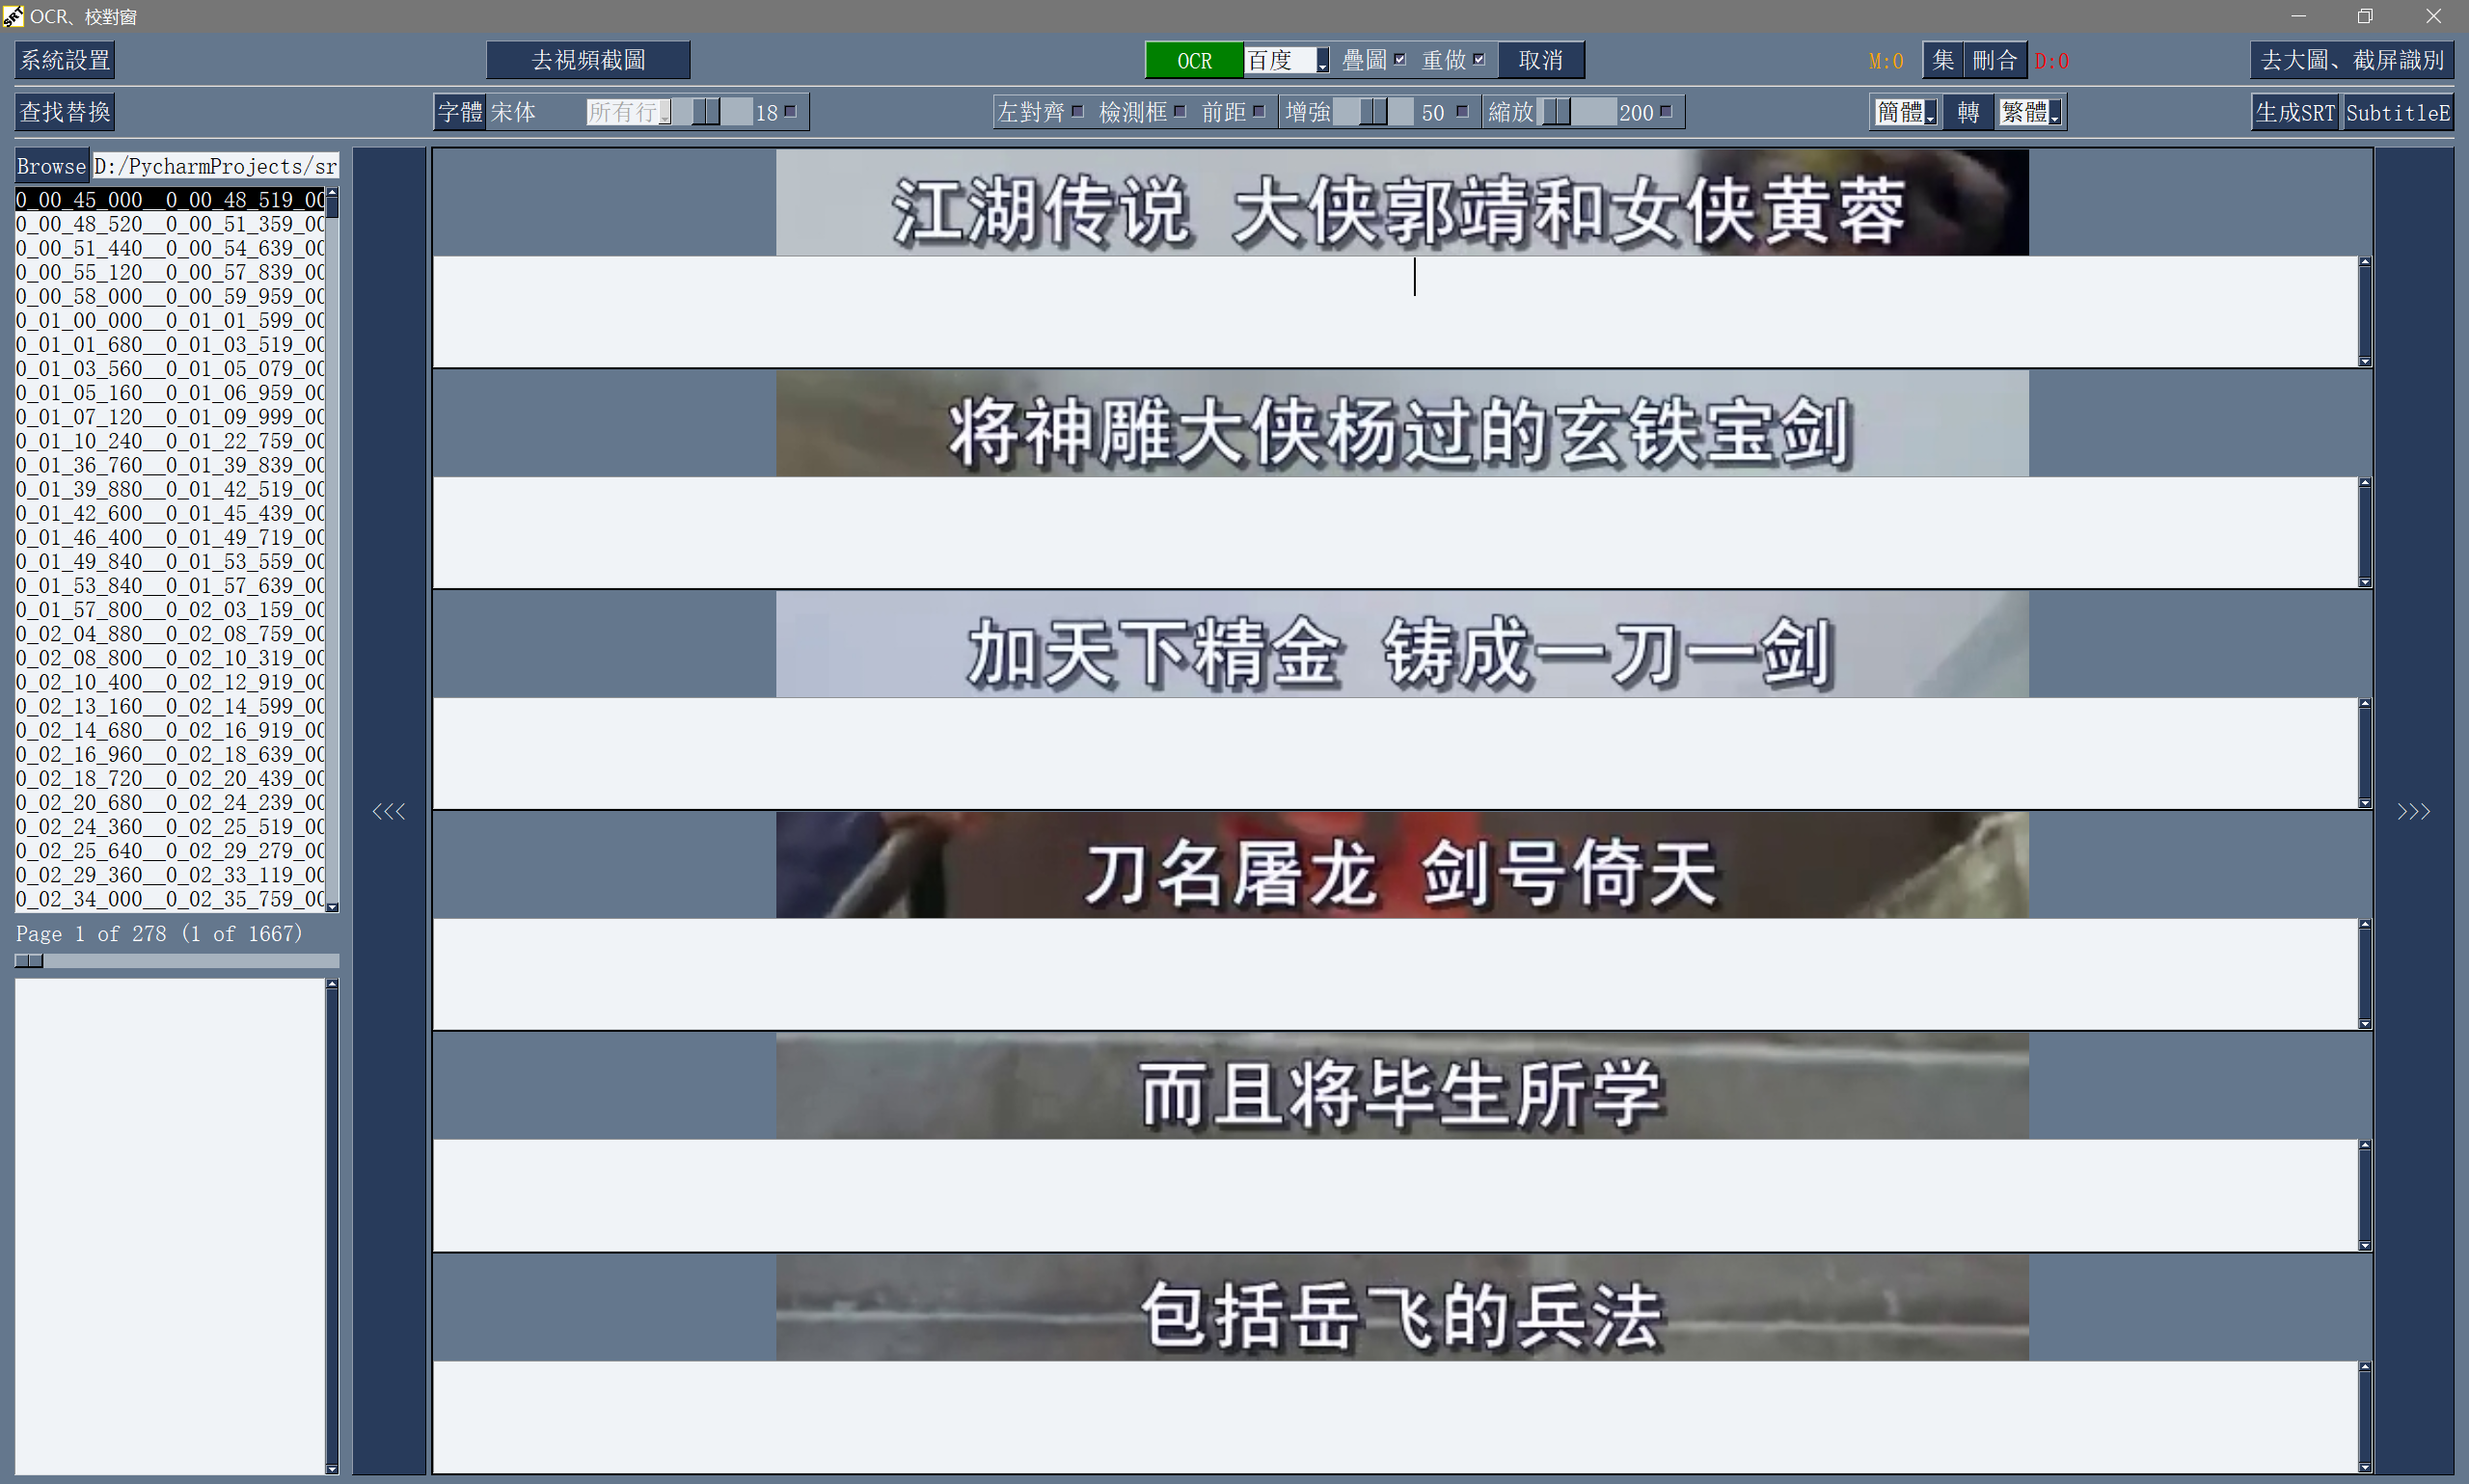 SRT OCR、校對窗
系統設置 去視頻截圖 OCR 百度 疊圖 重做 取消 M:0 集 刪合 D:0 去大圖、截屏識別
查找替換 字體 宋体 所有行 18 左對齊 檢測框 前距 增強 50 縮放 200 簡體 轉 繁體 生成SRT SubtitleE
Browse D:/PycharmProjects/sr
0_00_45_000__0_00_48_519_00
0_00_48_520__0_00_51_359_00
0_00_51_440__0_00_54_639_00
0_00_55_120__0_00_57_839_00
0_00_58_000__0_00_59_959_00
0_01_00_000__0_01_01_599_00
0_01_01_680__0_01_03_519_00
0_01_03_560__0_01_05_079_00
0_01_05_160__0_01_06_959_00
0_01_07_120__0_01_09_999_00
0_01_10_240__0_01_22_759_00
0_01_36_760__0_01_39_839_00
0_01_39_880__0_01_42_519_00
0_01_42_600__0_01_45_439_00
0_01_46_400__0_01_49_719_00
0_01_49_840__0_01_53_559_00
0_01_53_840__0_01_57_639_00
0_01_57_800__0_02_03_159_00
0_02_04_880__0_02_08_759_00
0_02_08_800__0_02_10_319_00
0_02_10_400__0_02_12_919_00
0_02_13_160__0_02_14_599_00
0_02_14_680__0_02_16_919_00
0_02_16_960__0_02_18_639_00
0_02_18_720__0_02_20_439_00
0_02_20_680__0_02_24_239_00
0_02_24_360__0_02_25_519_00
0_02_25_640__0_02_29_279_00
0_02_29_360__0_02_33_119_00
0_02_34_000__0_02_35_759_00
Page 1 of 278 (1 of 1667)
<<<
江湖传说 大侠郭靖和女侠黄蓉
将神雕大侠杨过的玄铁宝剑
加天下精金 铸成一刀一剑
刀名屠龙 剑号倚天
而且将毕生所学
包括岳飞的兵法
>>>